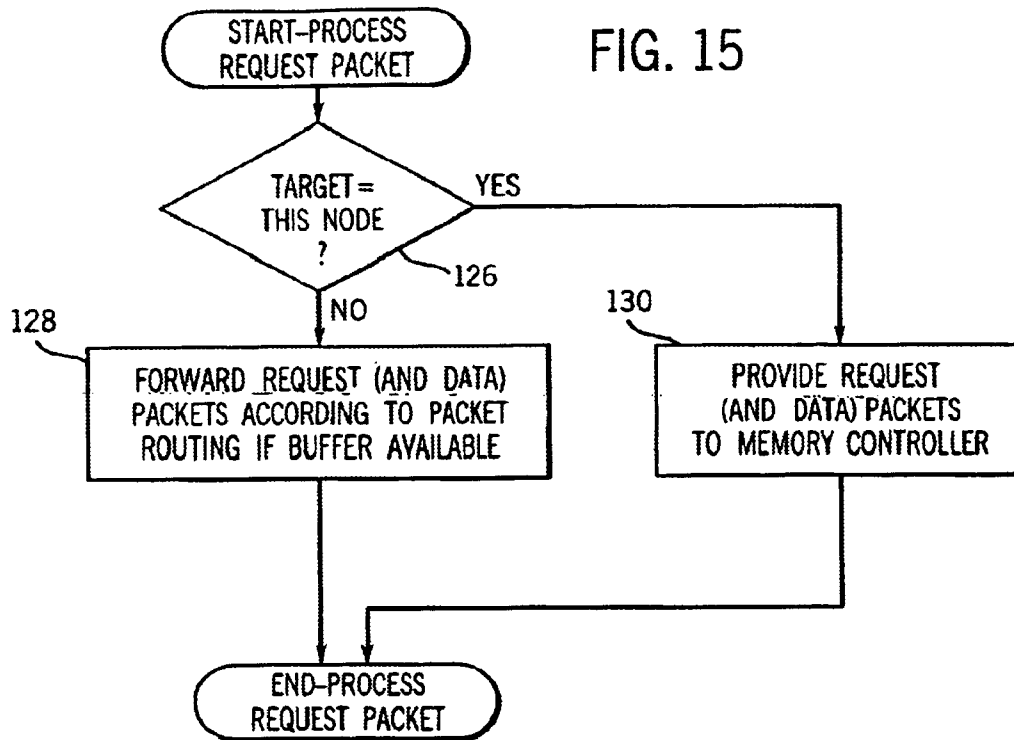 START-PROCESS
REQUEST PACKET
FIG. 15
TARGET=
THIS NODE
?
YES
126
NO
128
FORWARD REQUEST (AND DATA)
PACKETS ACCORDING TO PACKET
ROUTING IF BUFFER AVAILABLE
130
PROVIDE REQUEST
(AND DATA) PACKETS
TO MEMORY CONTROLLER
END-PROCESS
REQUEST PACKET